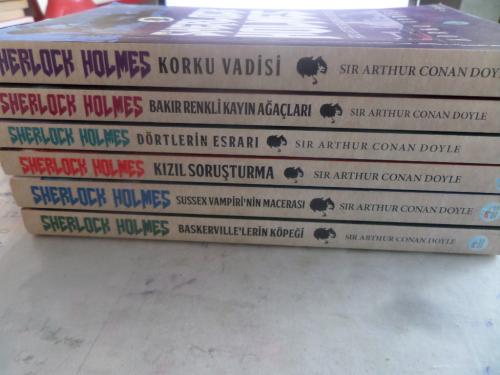 SHERLOCK HOLMES KORKU VADİSİ SIR ARTHUR CONAN DOYLE
SHERLOCK HOLMES BAKIR RENKLİ KAYIN AĞAÇLARI SIR ARTHUR CONAN DOYLE
SHERLOCK HOLMES DÖRTLERİN ESRARI SIR ARTHUR CONAN DOYLE
SHERLOCK HOLMES KIZIL SORUŞTURMA SIR ARTHUR CONAN DOYLE
SHERLOCK HOLMES SUSSEX VAMPİRİ'NİN MACERASI SIR ARTHUR CONAN DOYLE
SHERLOCK HOLMES BASKERVILLE'LERİN KÖPEĞİ SIR ARTHUR CONAN DOYLE